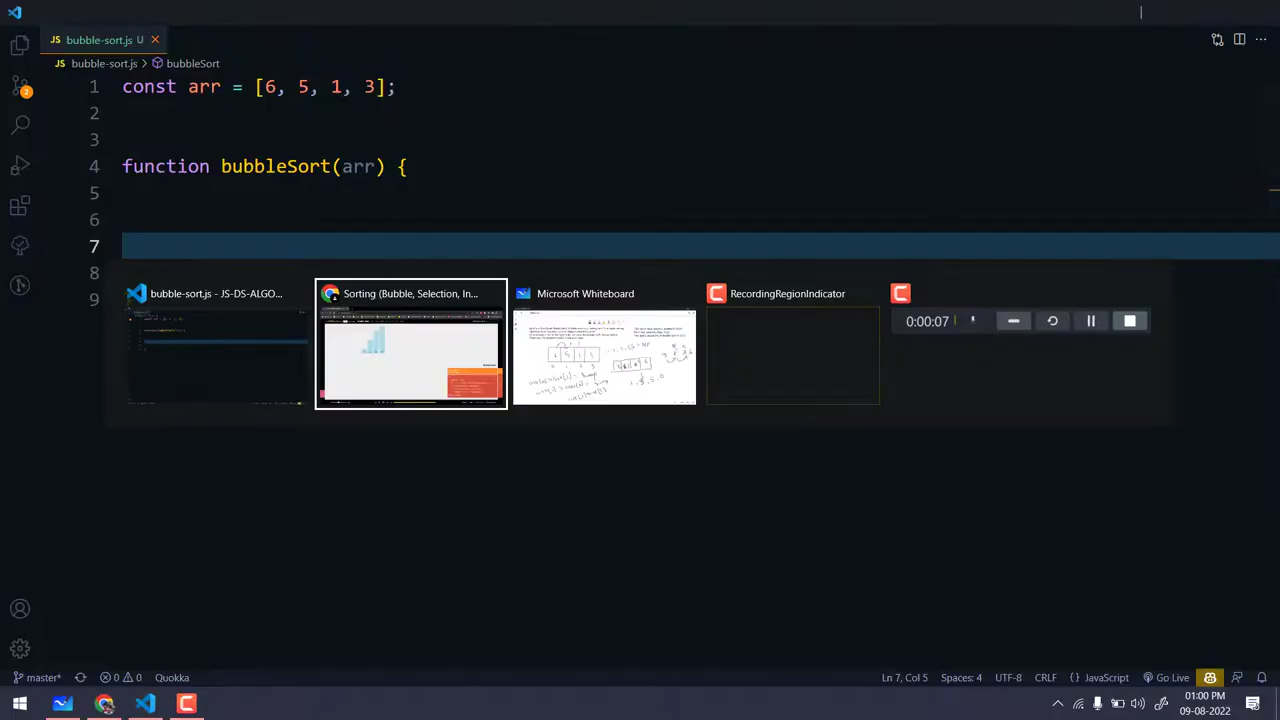 JS bubble-sort.js U
JS bubble-sort.js > bubbleSort
1 const arr = [6, 5, 1, 3];
2
3
4 function bubbleSort(arr) {
5
6
7
8
9
bubble-sort.js - JS-DS-ALGO...
Sorting (Bubble, Selection, In...
Microsoft Whiteboard
RecordingRegionIndicator
0:00:07
2
master*
0 0
Quokka
Ln 7, Col 5
Spaces: 4
UTF-8
CRLF
{} JavaScript
Go Live
01:00 PM
09-08-2022